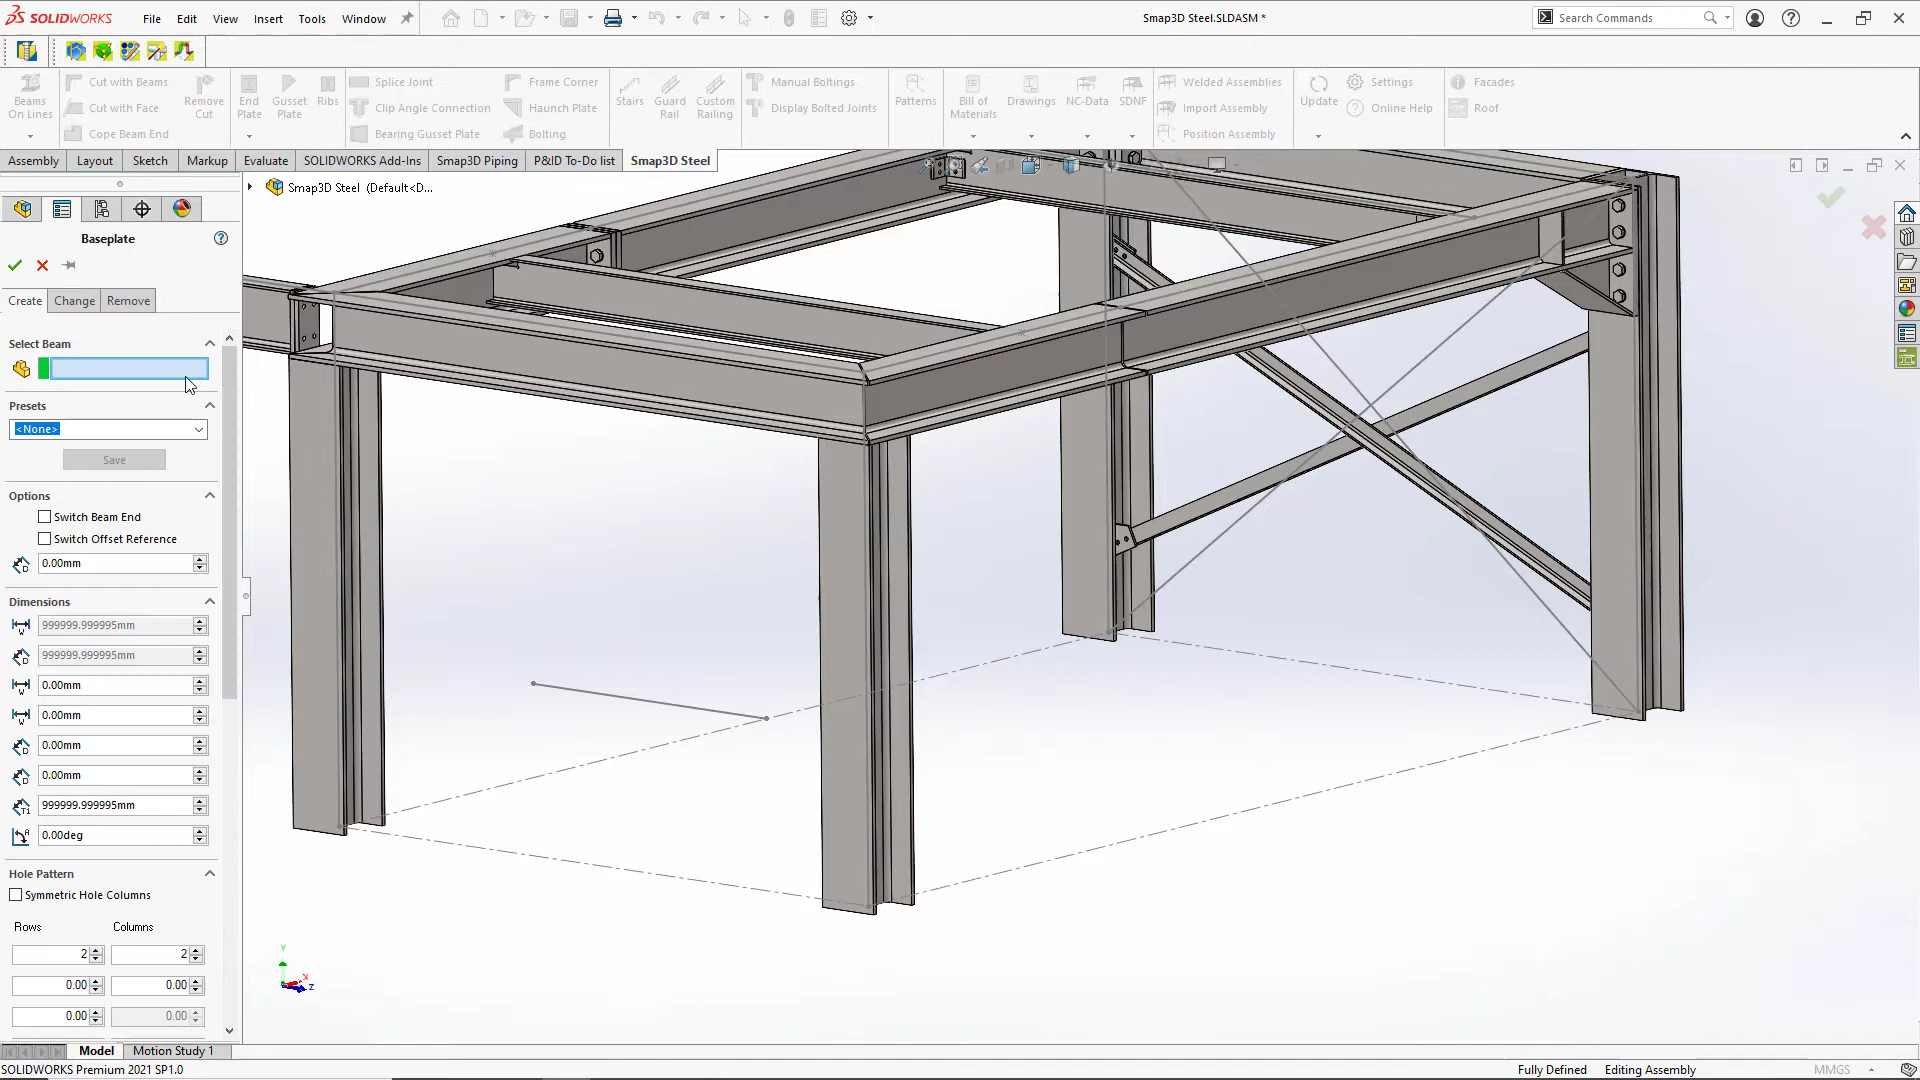 SOLIDWORKS File Edit View Insert Tools Window Smap3D Steel.SLDASM * Search Commands
Beams On Lines
Cut with Beams
Cut with Face
Cope Beam End
Remove Cut
End Plate
Gusset Plate
Ribs
Splice Joint
Clip Angle Connection
Bearing Gusset Plate
Frame Corner
Haunch Plate
Bolting
Stairs
Guard Rail
Custom Railing
Manual Boltings
Display Bolted Joints
Patterns
Bill of Materials
Drawings
NC-Data
SDNF
Welded Assemblies
Import Assembly
Position Assembly
Update
Settings
Online Help
Facades
Roof
Assembly Layout Sketch Markup Evaluate SOLIDWORKS Add-Ins Smap3D Piping P&ID To-Do list Smap3D Steel
Smap3D Steel (Default<D...
Baseplate
Create Change Remove
Select Beam
Presets
<None>
Save
Options
Switch Beam End
Switch Offset Reference
0.00mm
Dimensions
999999.999995mm
999999.999995mm
0.00mm
0.00mm
0.00mm
0.00mm
999999.999995mm
0.00deg
Hole Pattern
Symmetric Hole Columns
Rows Columns
2 2
0.00 0.00
0.00 0.00
Y
X
Z
Model Motion Study 1
SOLIDWORKS Premium 2021 SP1.0 Fully Defined Editing Assembly MMGS